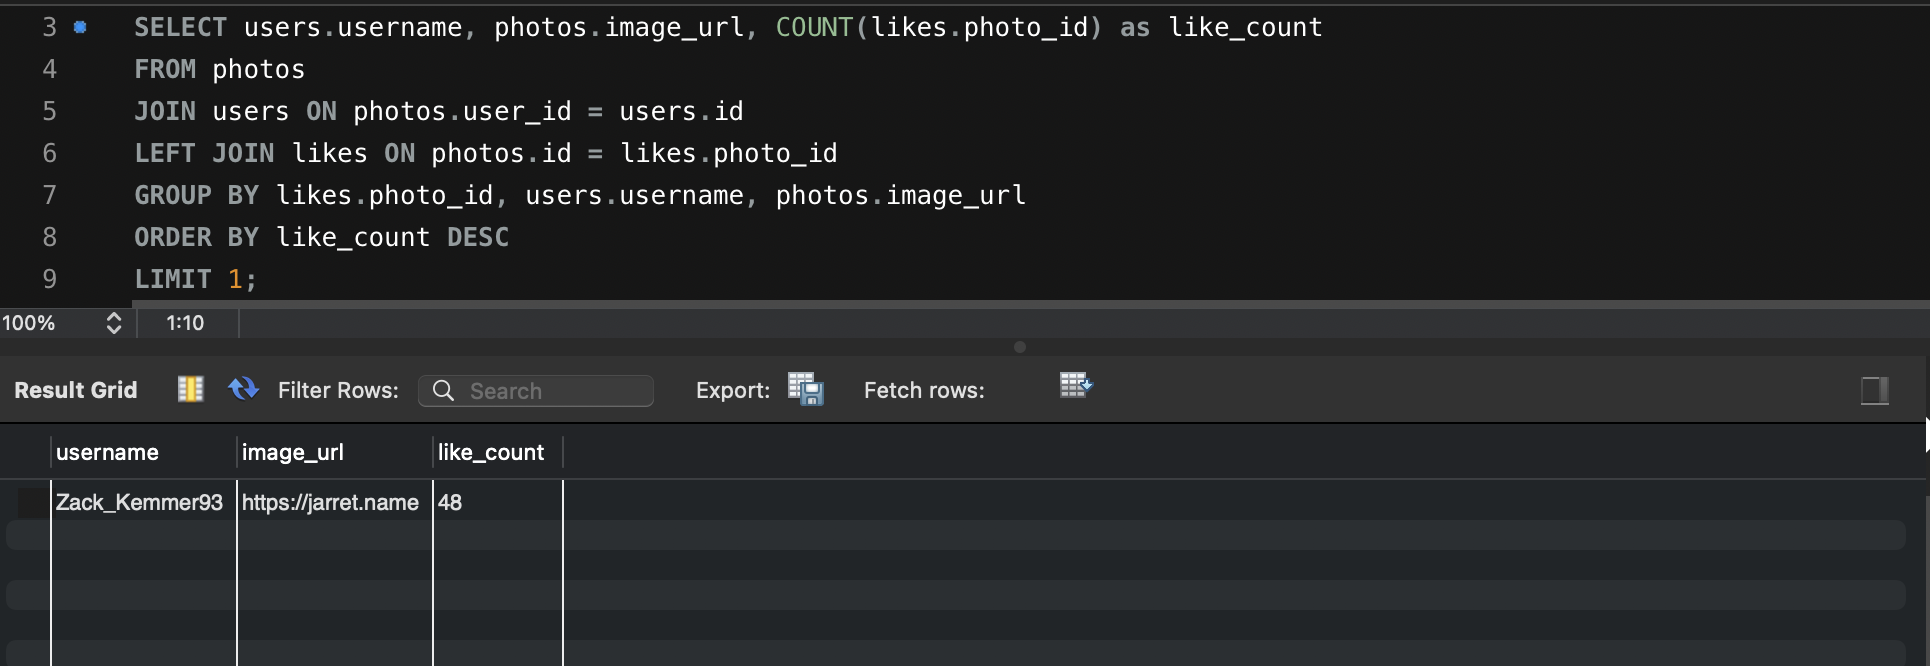 3 SELECT users.username, photos.image_url, COUNT(likes.photo_id) as like_count
4 FROM photos
5 JOIN users ON photos.user_id = users.id
6 LEFT JOIN likes ON photos.id = likes.photo_id
7 GROUP BY likes.photo_id, users.username, photos.image_url
8 ORDER BY like_count DESC
9 LIMIT 1;
100% 1:10
Result Grid Filter Rows: Search Export: Fetch rows:
username image_url like_count
Zack_Kemmer93 https://jarret.name 48